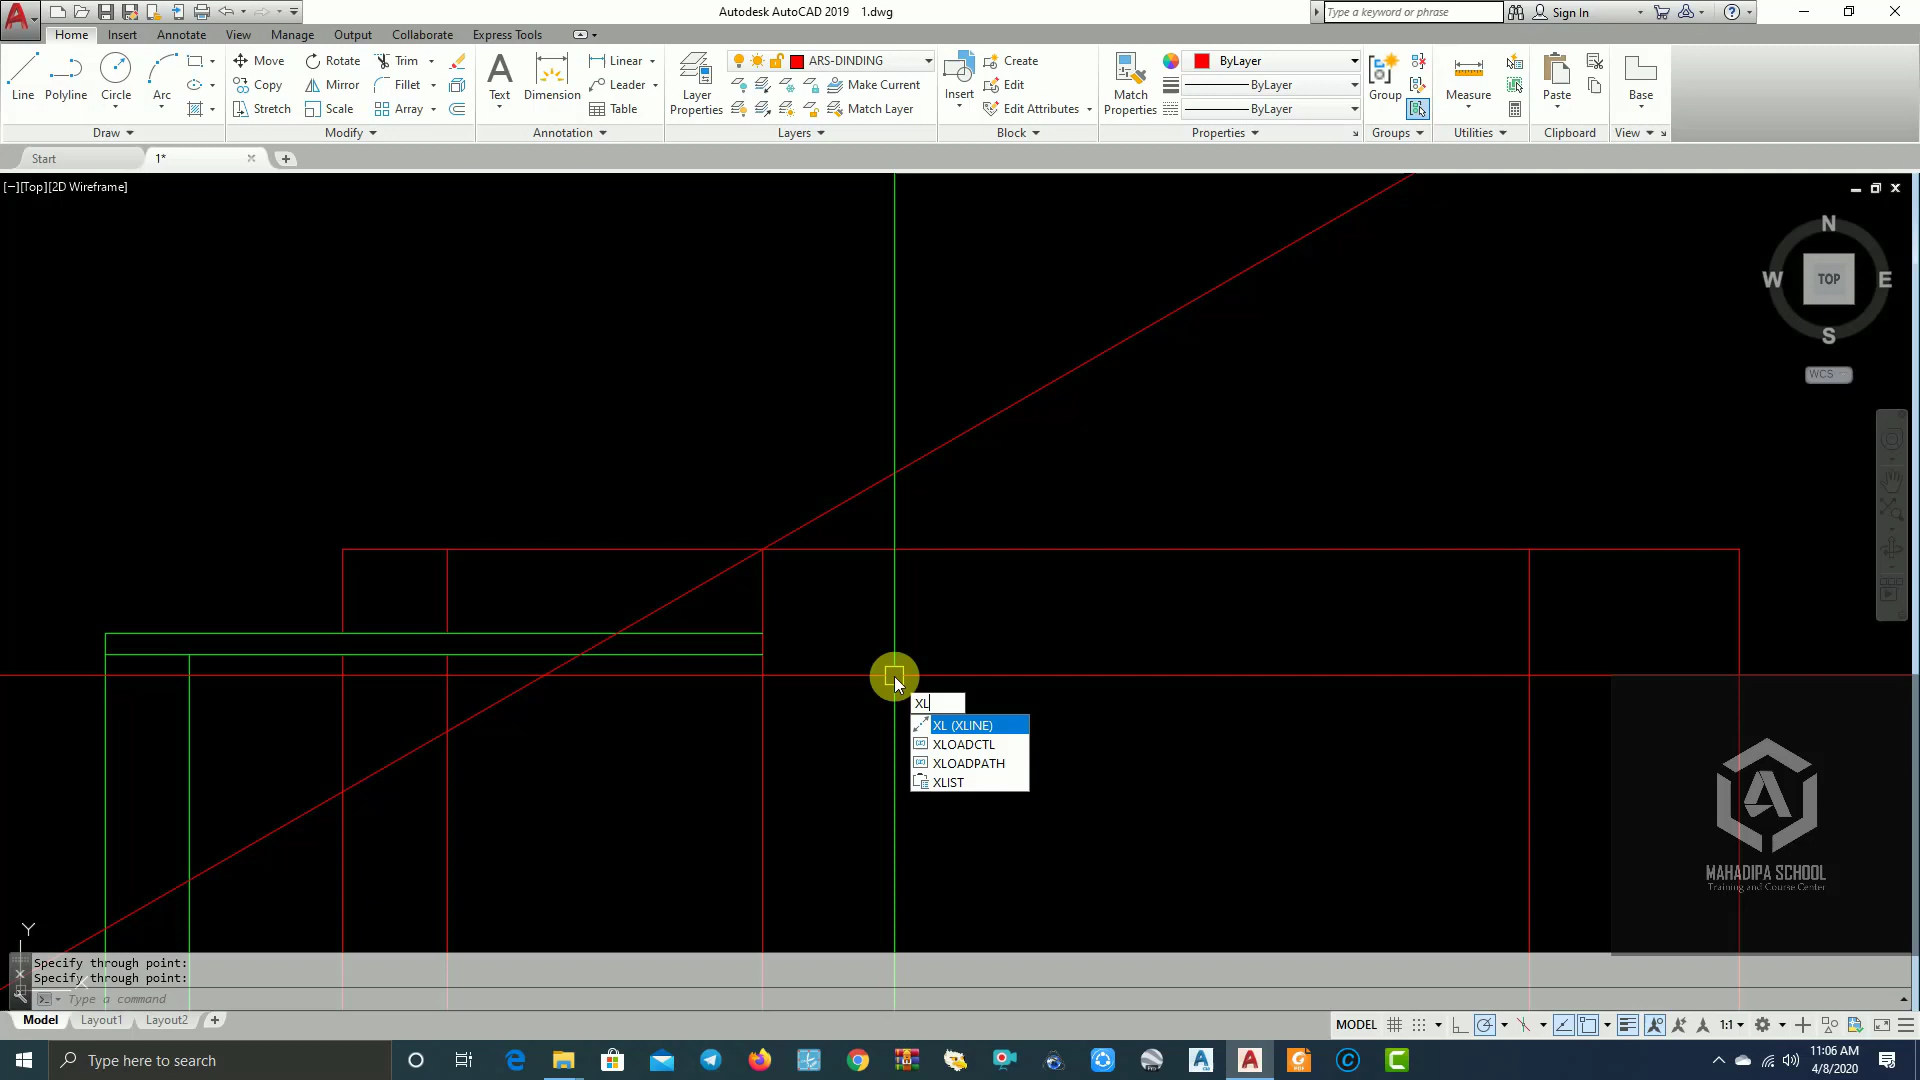 Autodesk AutoCAD 2019 1.dwg
Type a keyword or phrase
Sign In
Home Insert Annotate View Manage Output Collaborate Express Tools
Line Polyline Circle Arc
Move Rotate Trim
Copy Mirror Fillet
Stretch Scale Array
Text Dimension
Linear
Leader
Table
Layer Properties
ARS-DINDING
Make Current
Match Layer
Insert
Create
Edit
Edit Attributes
Match Properties
ByLayer
ByLayer
ByLayer
Group
Measure
Paste
Base
Draw Modify Annotation Layers Block Properties Groups Utilities Clipboard View
Start 1*
[−][Top][2D Wireframe]
N
W TOP E
S
WCS
XL
XL (XLINE)
XLOADCTL
XLOADPATH
XLIST
MAHADIPA SCHOOL
Training and Course Center
Y
X
Specify through point:
Specify through point:
Type a command
Model Layout1 Layout2
MODEL 1:1
Type here to search
11:06 AM
4/8/2020